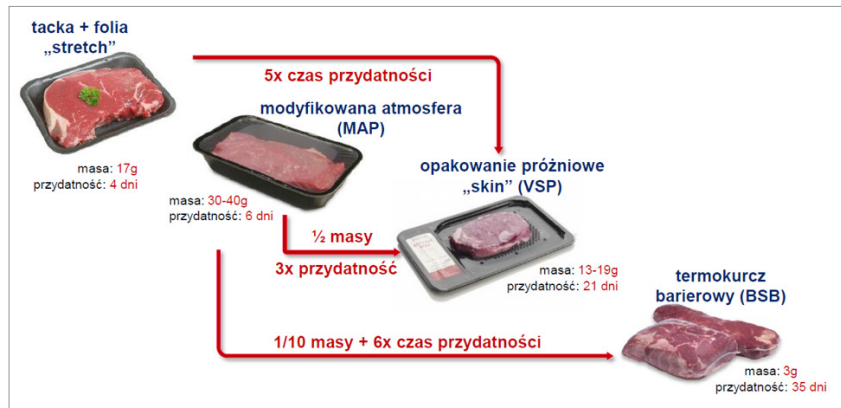 tacka + folia
„stretch”
5x czas przydatności
modyfikowana atmosfera
(MAP)
masa: 17g
przydatność: 4 dni
opakowanie próżniowe
„skin” (VSP)
masa: 30-40g
przydatność: 6 dni
½ masy
3x przydatność
masa: 13-19g
przydatność: 21 dni
termokurcz
barierowy (BSB)
1/10 masy + 6x czas przydatności
masa: 3g
przydatność: 35 dni